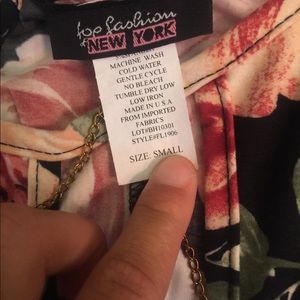 top fashion
OF NEW YORK
MACHINE WASH
COLD WATER
GENTLE CYCLE
NO BLEACH
TUMBLE DRY LOW
LOW IRON
MADE IN U.S.A
FROM IMPORTED
FABRICS
LOT#BH10301
STYLE#FL1906
SIZE: SMALL